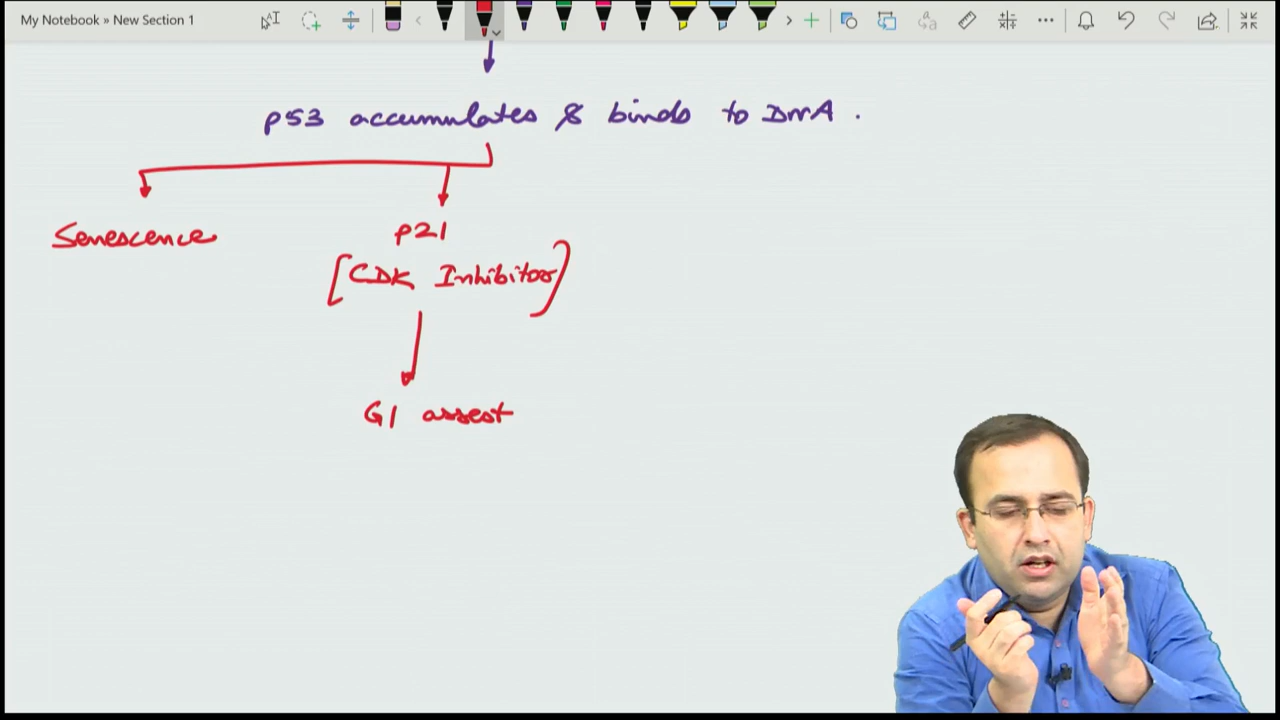 My Notebook » New Section 1
p53 accumulates & binds to DNA.
Senescence
p21
[CDK Inhibitor]
G1 arrest